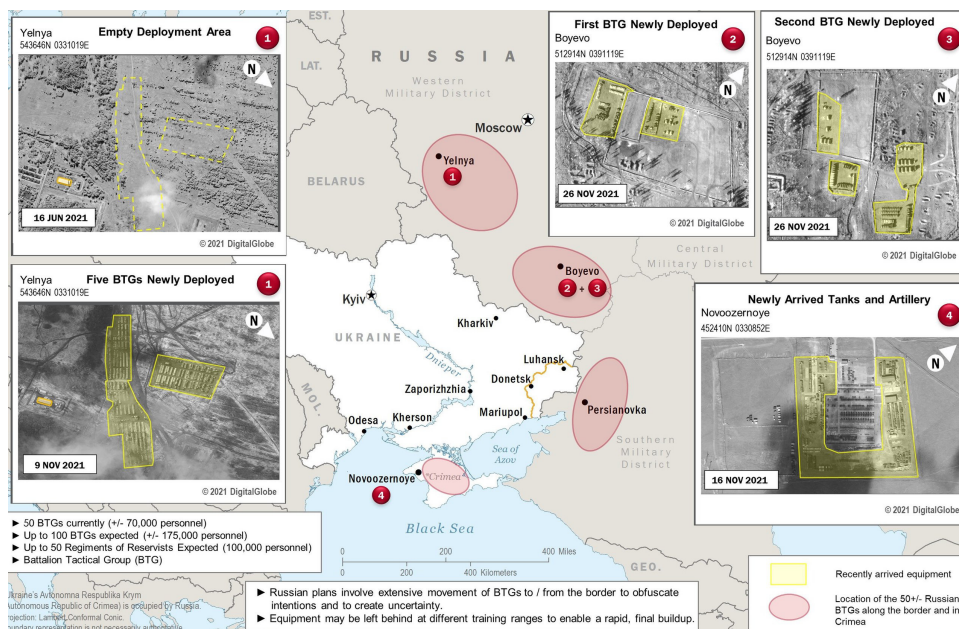 Yelnya
543646N 0331019E
Empty Deployment Area
1
N
16 JUN 2021
© 2021 DigitalGlobe
Yelnya
543646N 0331019E
Five BTGs Newly Deployed
1
N
9 NOV 2021
© 2021 DigitalGlobe
First BTG Newly Deployed
Boyevo
512914N 0391119E
2
N
26 NOV 2021
© 2021 DigitalGlobe
Second BTG Newly Deployed
Boyevo
512914N 0391119E
3
N
26 NOV 2021
© 2021 DigitalGlobe
Newly Arrived Tanks and Artillery
Novoozernoye
452410N 0330852E
4
N
16 NOV 2021
© 2021 DigitalGlobe
EST.
LAT.
RUSSIA
Western
Military District
Moscow
Yelnya
1
BELARUS
Central
Military District
Boyevo
2 + 3
Kyiv
UKRAINE
Kharkiv
Dnieper
Luhansk
Donetsk
Zaporizhzhia
Mariupol
Persianovka
MOL.
Odesa
Kherson
Southern
Military
District
Sea of
Azov
Novoozernoye
"Crimea"
4
Black Sea
0 200 400 Miles
0 200 400 Kilometers
GEO.
► 50 BTGs currently (+/- 70,000 personnel)
► Up to 100 BTGs expected (+/- 175,000 personnel)
► Up to 50 Regiments of Reservists Expected (100,000 personnel)
► Battalion Tactical Group (BTG)
Ukraine's Avtonomna Respublika Krym
(Autonomous Republic of Crimea) is occupied by Russia.
Projection: Lambert Conformal Conic.
Boundary representation is not necessarily authoritative.
► Russian plans involve extensive movement of BTGs to / from the border to obfuscate
intentions and to create uncertainty.
► Equipment may be left behind at different training ranges to enable a rapid, final buildup.
Recently arrived equipment
Location of the 50+/- Russian
BTGs along the border and in
Crimea